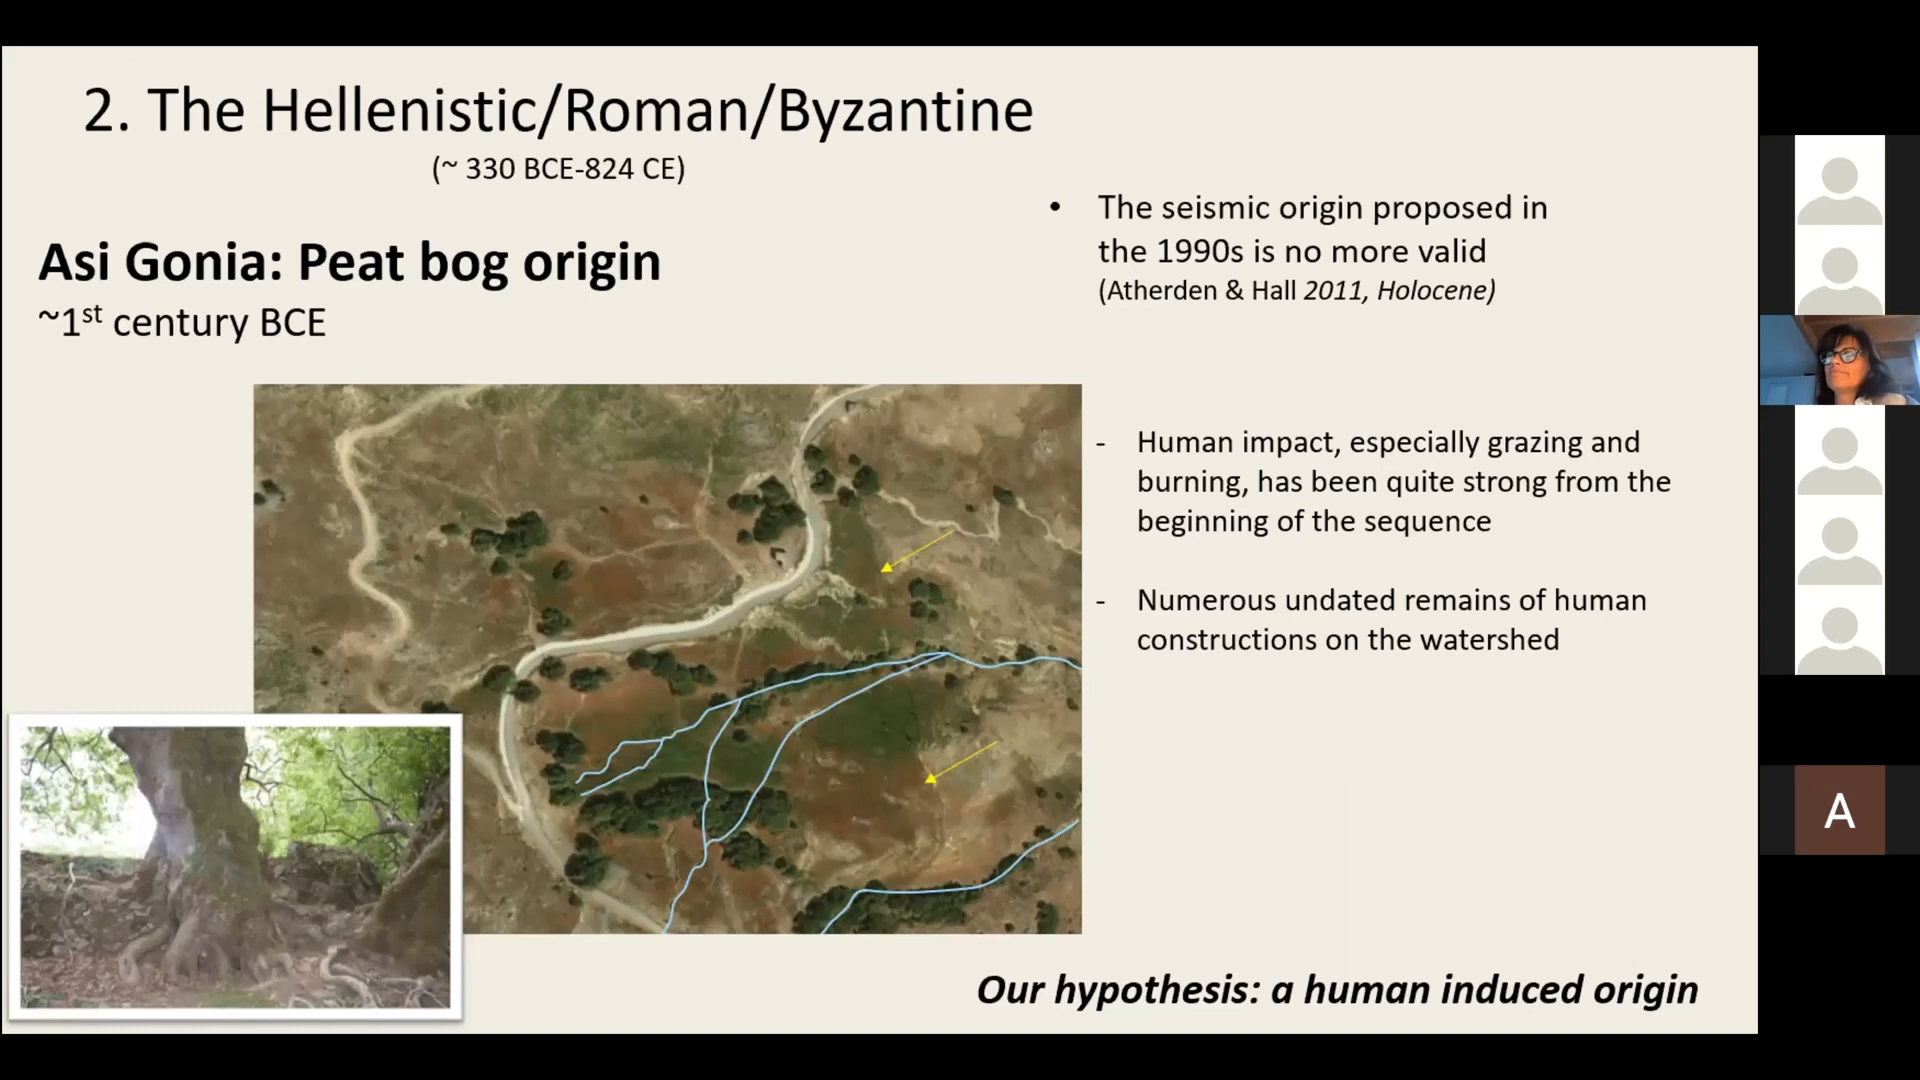 2. The Hellenistic/Roman/Byzantine
(~ 330 BCE-824 CE)
Asi Gonia: Peat bog origin
~1st century BCE
• The seismic origin proposed in
the 1990s is no more valid
(Atherden & Hall 2011, Holocene)
- Human impact, especially grazing and
burning, has been quite strong from the
beginning of the sequence
- Numerous undated remains of human
constructions on the watershed
Our hypothesis: a human induced origin
A